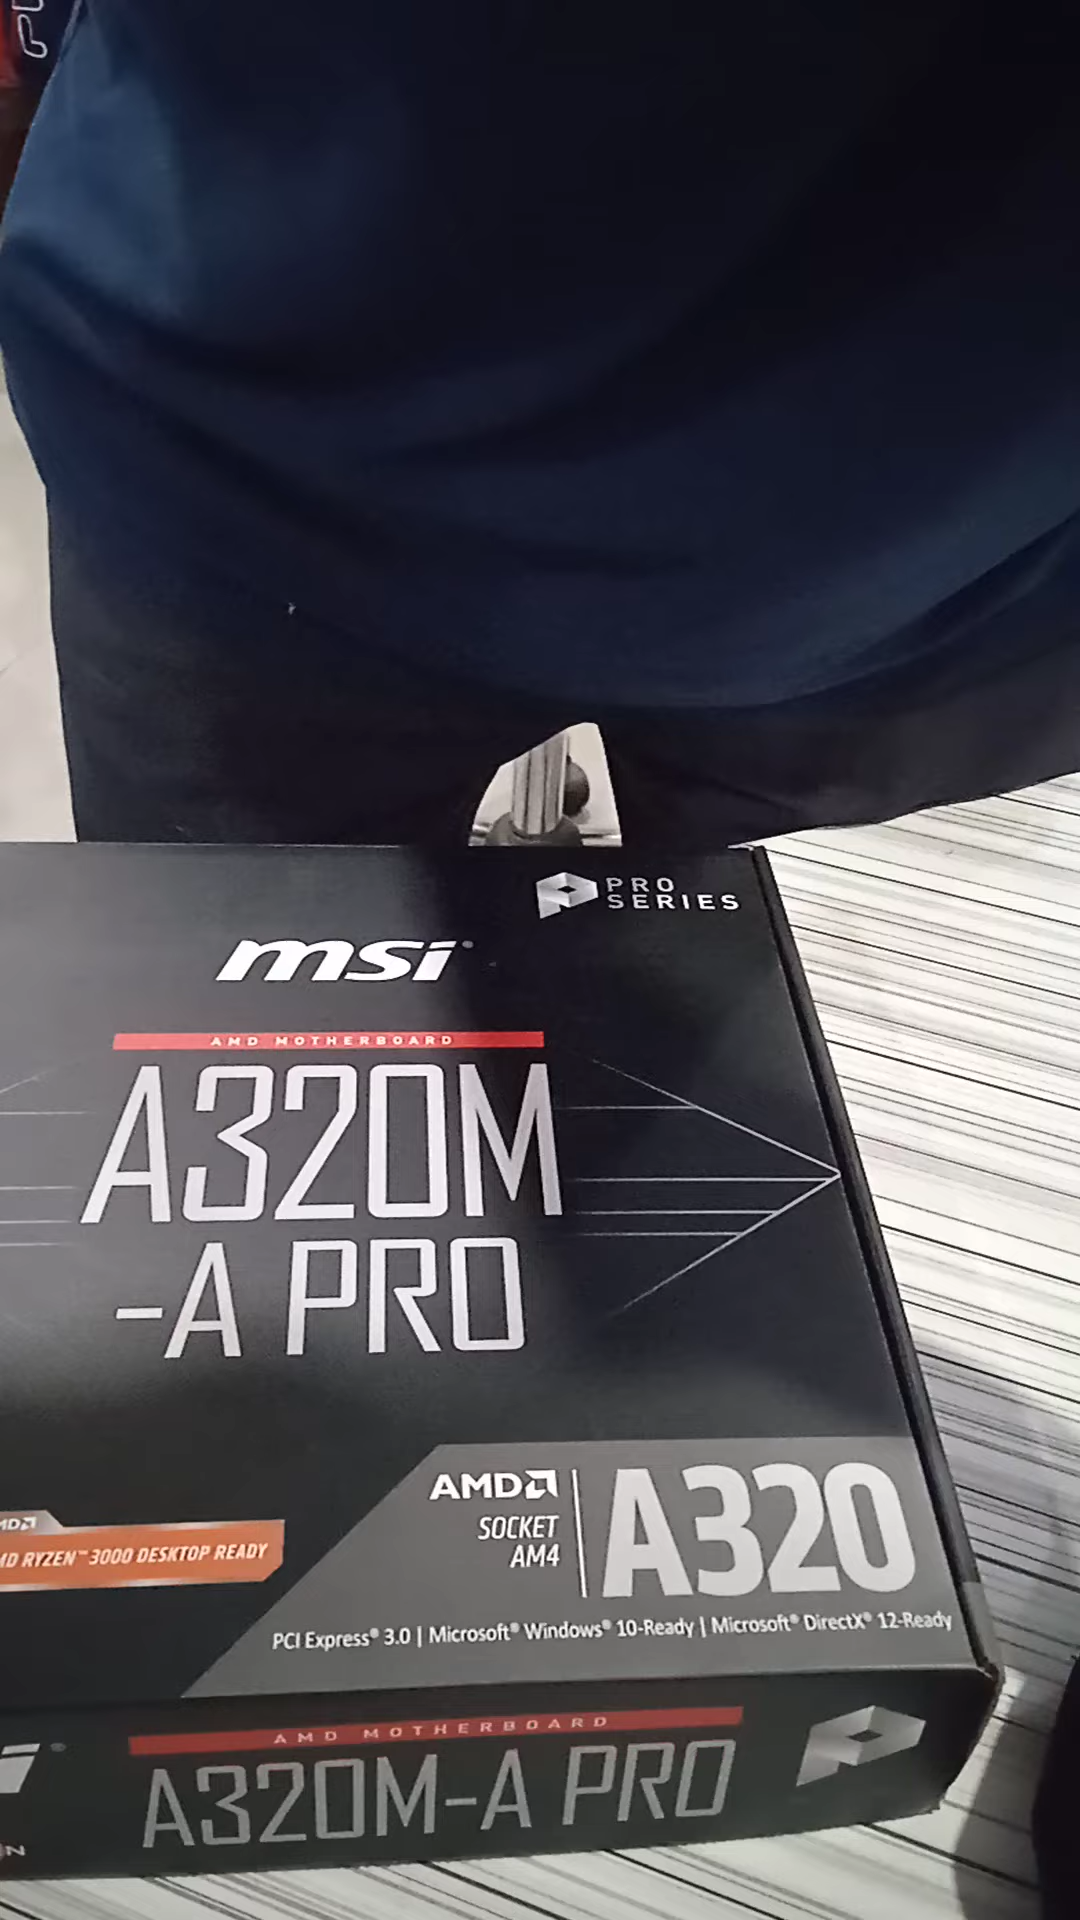 PRO
SERIES
msi
AMD MOTHERBOARD
A320M
-A PRO
AMD
SOCKET
AM4
A320
RYZEN™ 3000 DESKTOP READY
PCI Express® 3.0 | Microsoft® Windows® 10-Ready | Microsoft® DirectX® 12-Ready
AMD MOTHERBOARD
A320M-A PRO